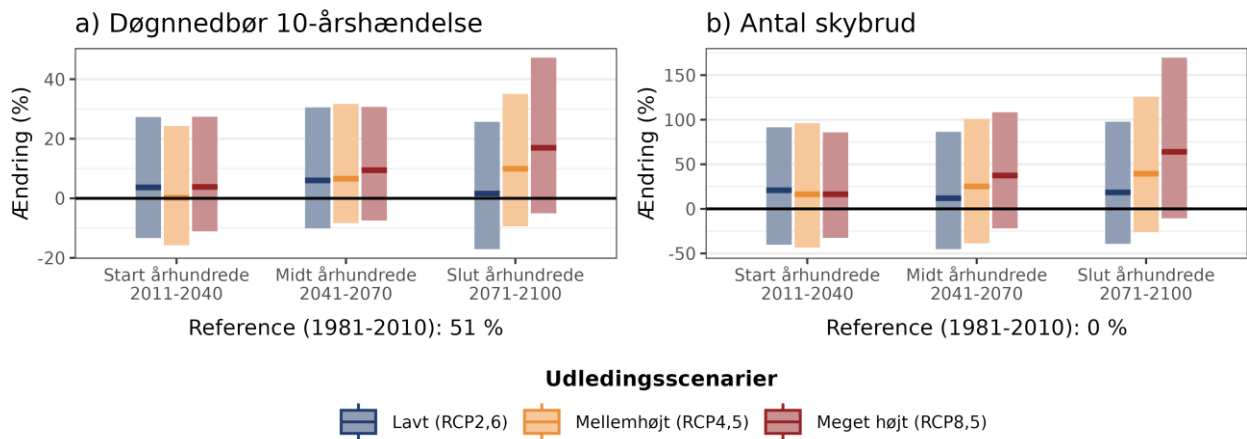 a) Døgnnedbør 10-årshændelse
Ændring (%)
40
20
0
-20
Start århundrede
2011-2040
Midt århundrede
2041-2070
Slut århundrede
2071-2100
Reference (1981-2010): 51 %
b) Antal skybrud
Ændring (%)
150
100
50
0
-50
Start århundrede
2011-2040
Midt århundrede
2041-2070
Slut århundrede
2071-2100
Reference (1981-2010): 0 %
Udledingsscenarier
Lavt (RCP2,6)
Mellemhøjt (RCP4,5)
Meget højt (RCP8,5)